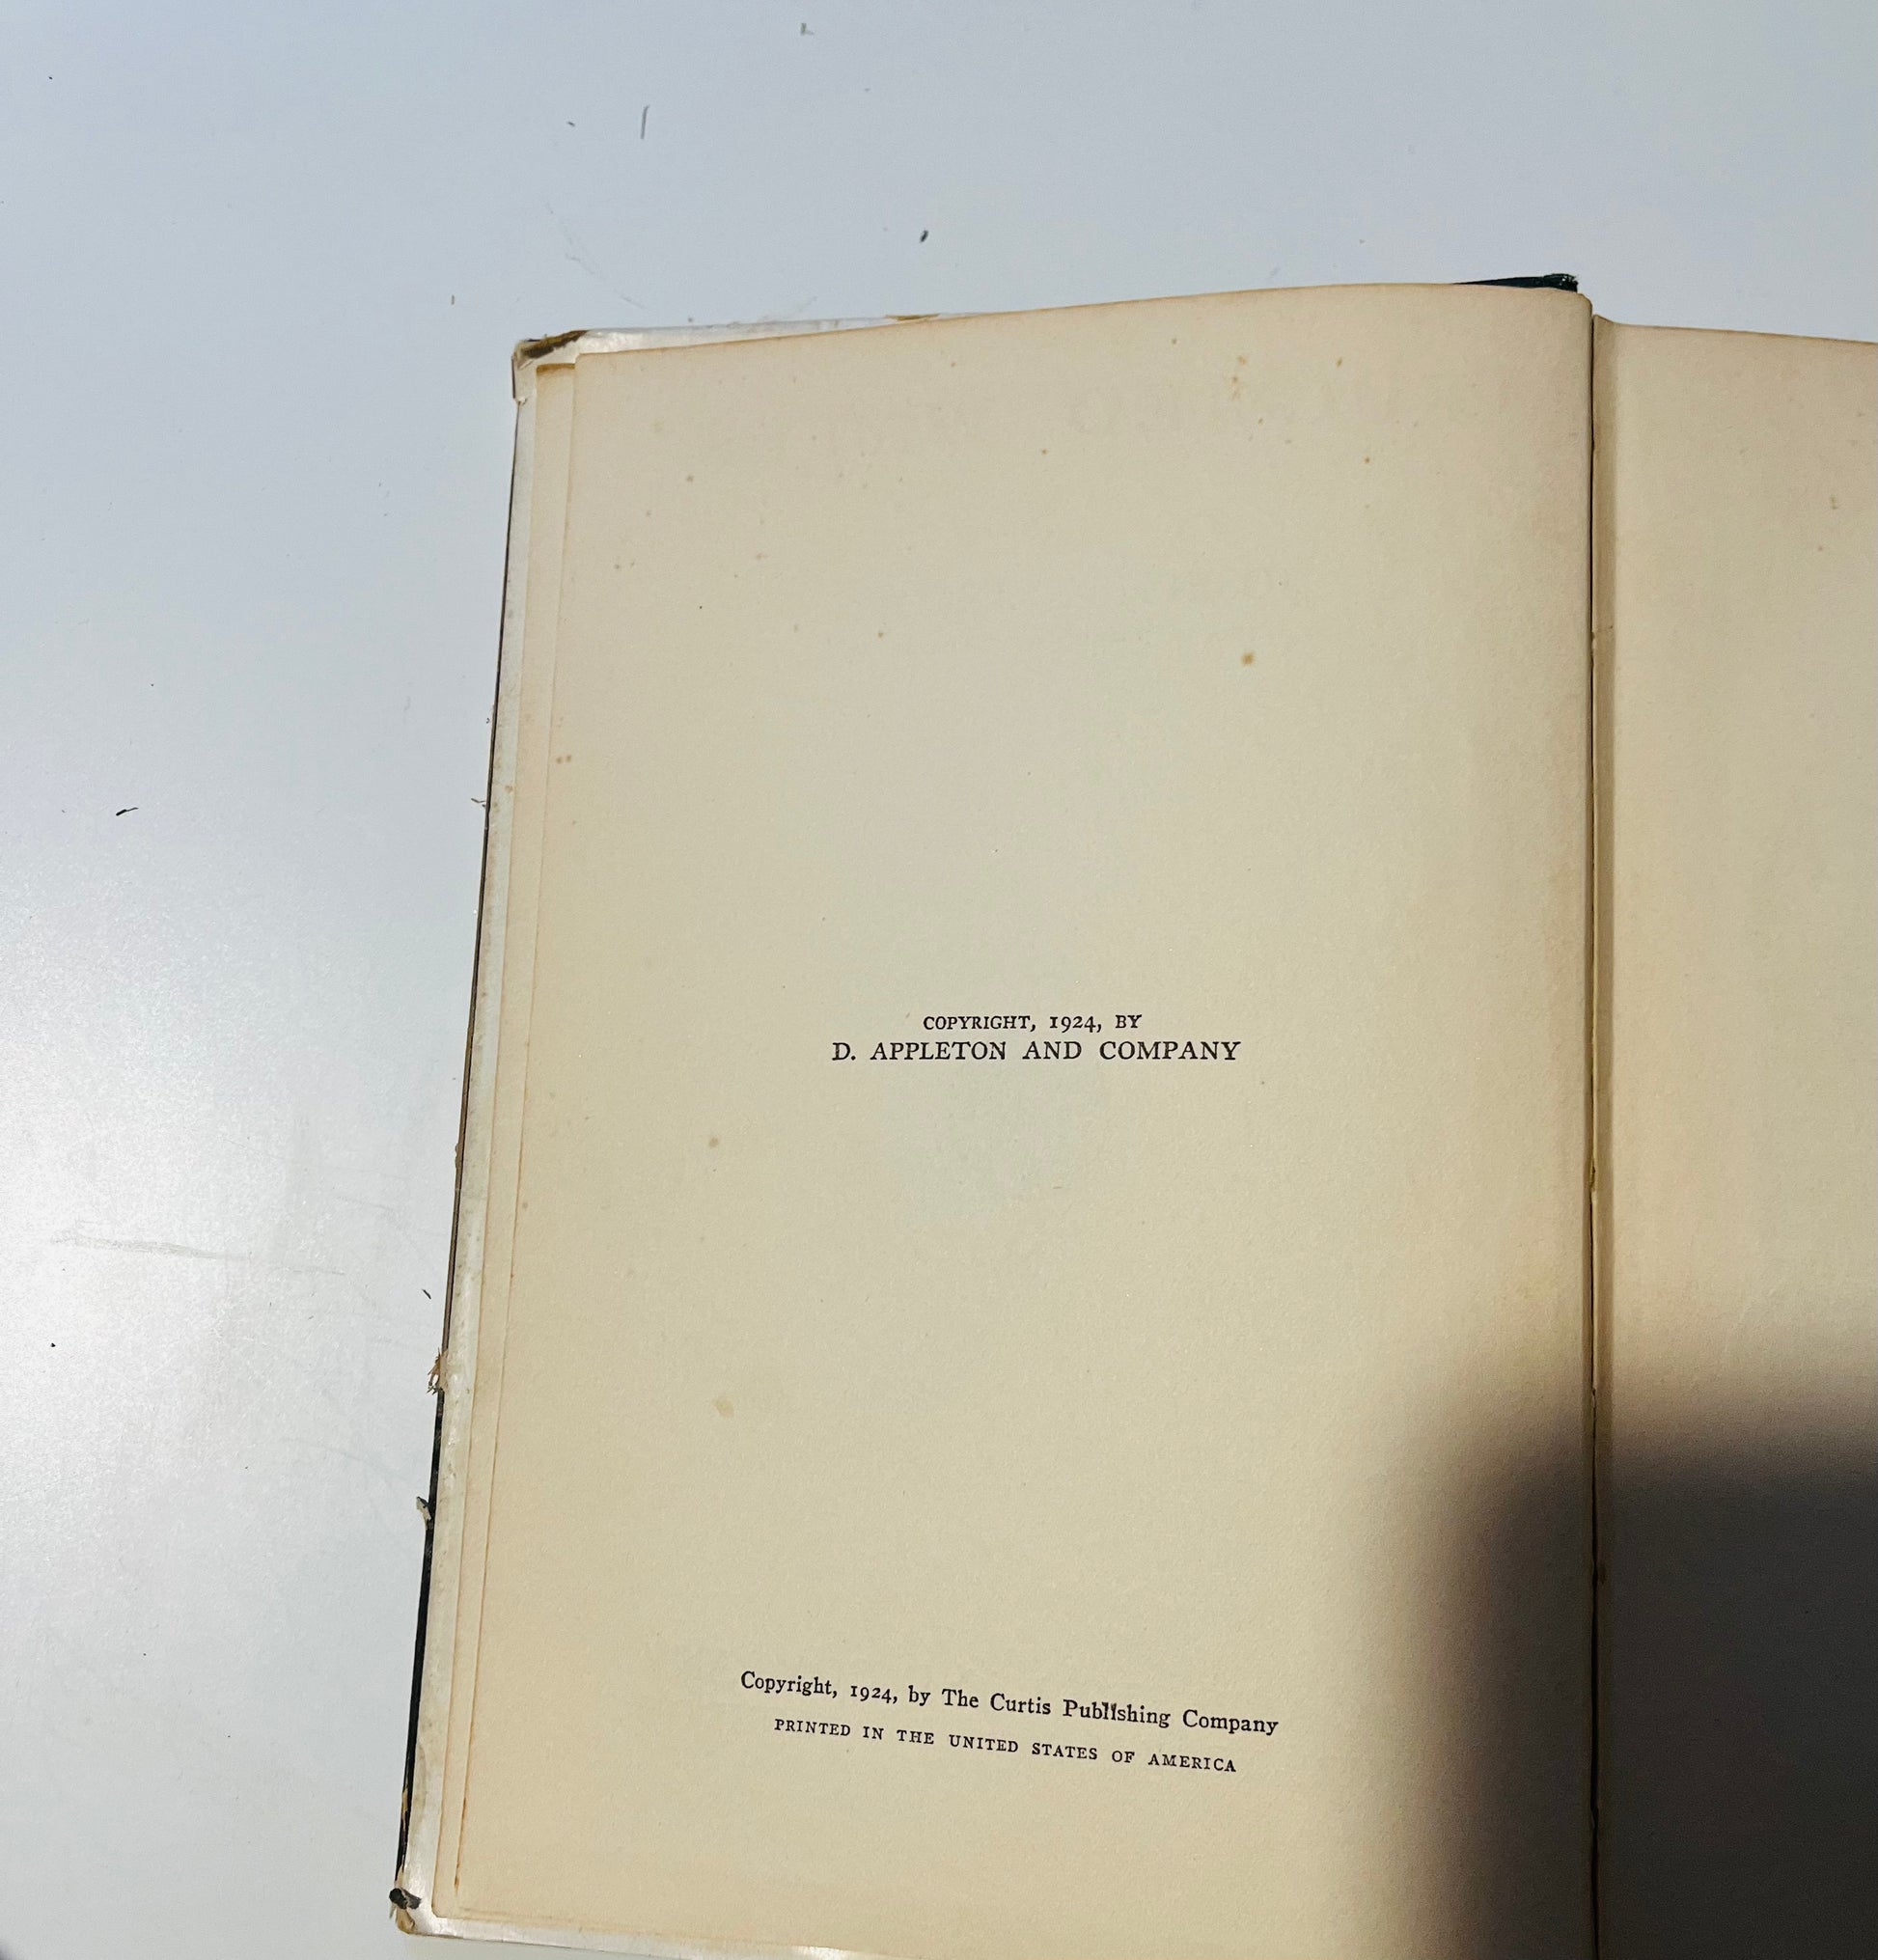 COPYRIGHT, 1924, BY
D. APPLETON AND COMPANY
Copyright, 1924, by The Curtis Publishing Company
PRINTED IN THE UNITED STATES OF AMERICA